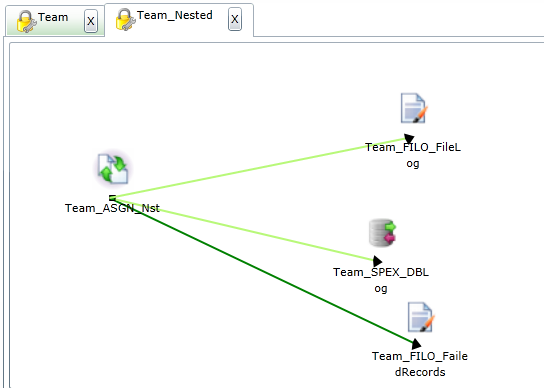 Team X
Team_Nested X
Team_FILO_FileL
og
Team_ASGN_Nst
Team_SPEX_DBL
og
Team_FILO_Faile
dRecords